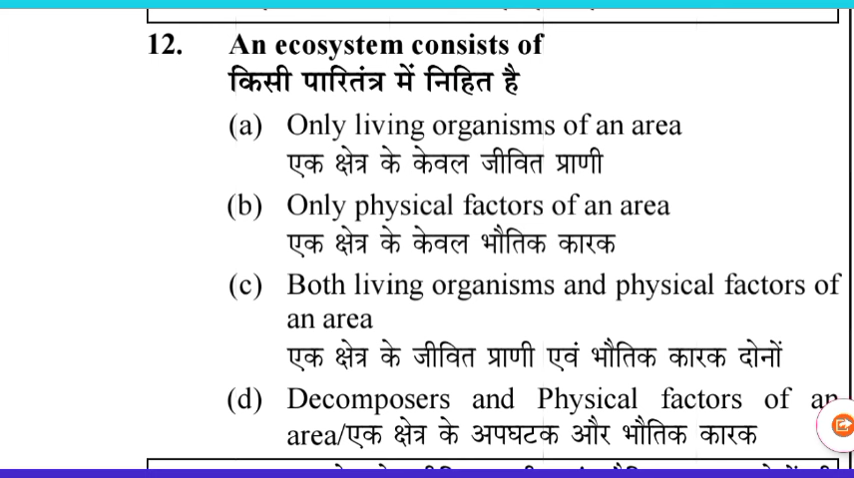 12. An ecosystem consists of
किसी पारितंत्र में निहित है
(a) Only living organisms of an area
एक क्षेत्र के केवल जीवित प्राणी
(b) Only physical factors of an area
एक क्षेत्र के केवल भौतिक कारक
(c) Both living organisms and physical factors of
an area
एक क्षेत्र के जीवित प्राणी एवं भौतिक कारक दोनों
(d) Decomposers and Physical factors of an
area/एक क्षेत्र के अपघटक और भौतिक कारक